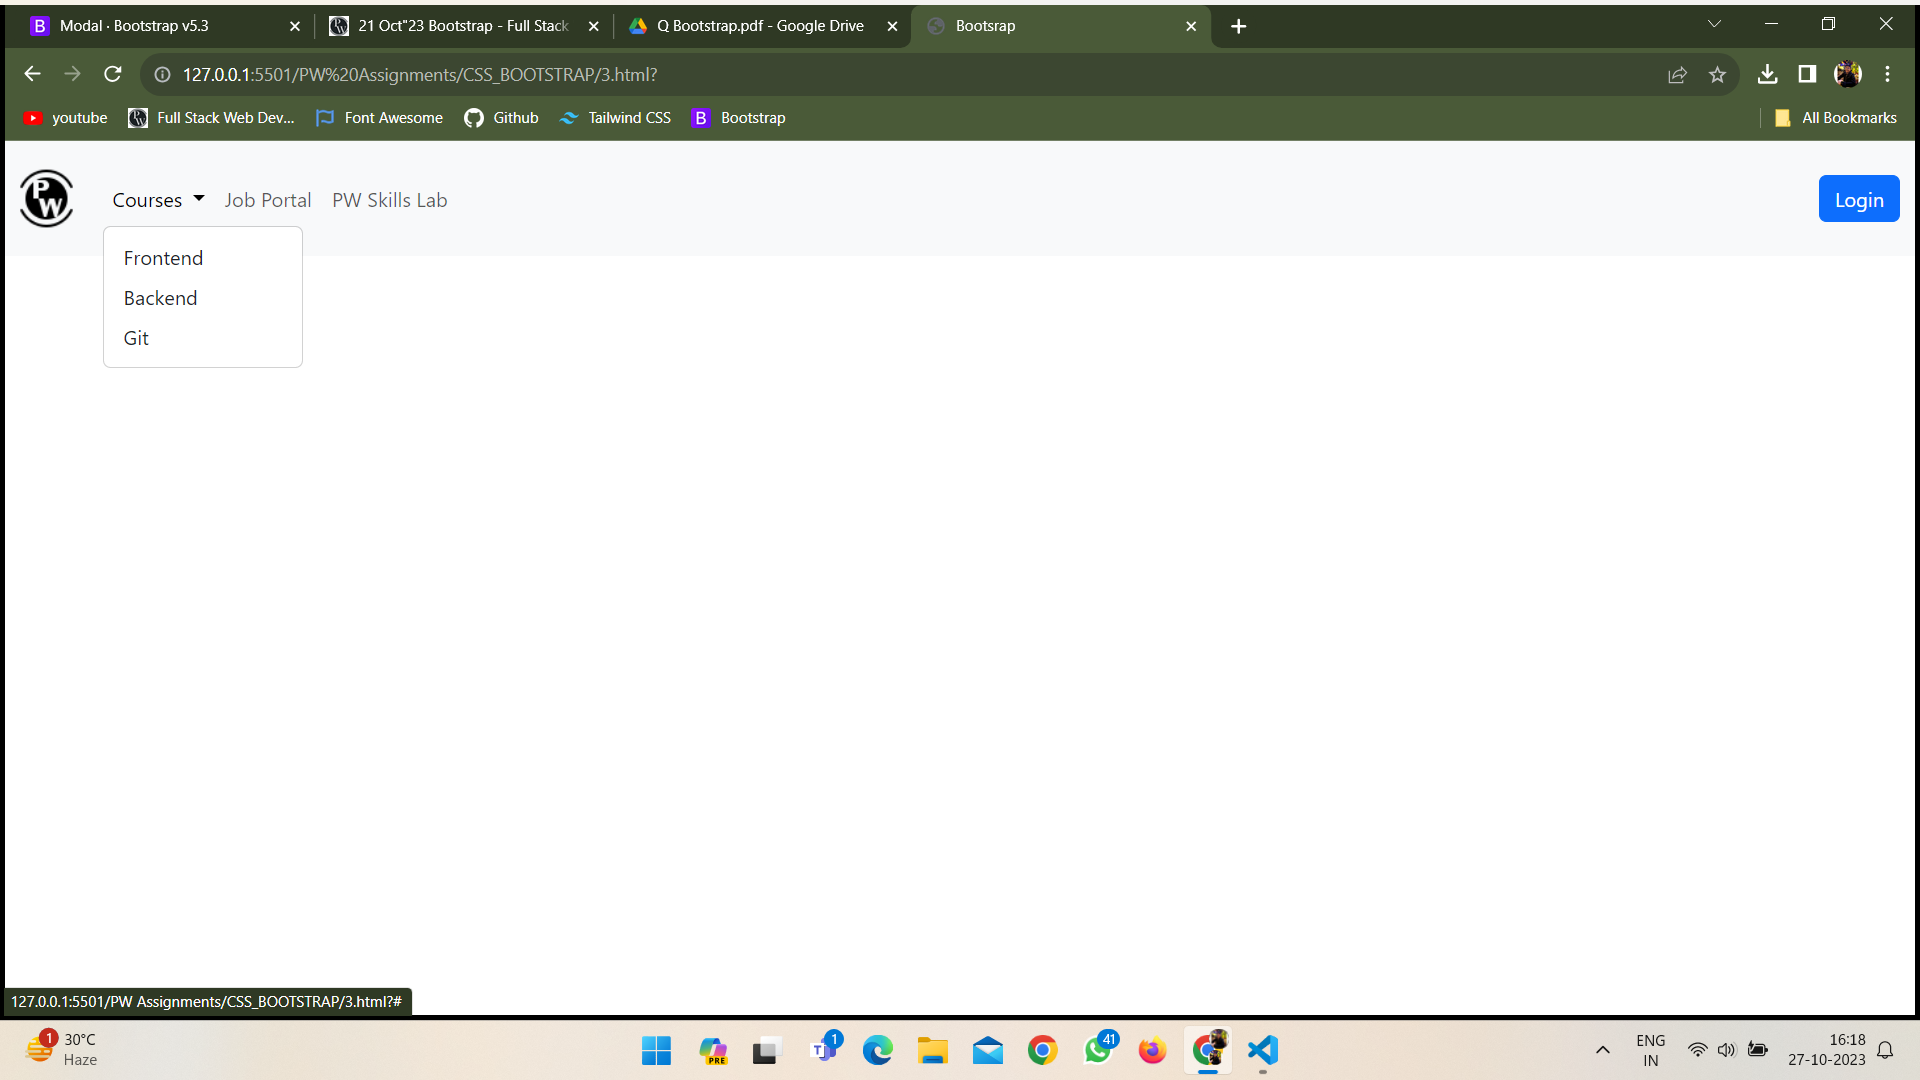 Modal · Bootstrap v5.3
21 Oct"23 Bootstrap - Full Stack
Q Bootstrap.pdf - Google Drive
Bootsrap
127.0.0.1:5501/PW%20Assignments/CSS_BOOTSTRAP/3.html?
youtube
Full Stack Web Dev...
Font Awesome
Github
Tailwind CSS
B Bootstrap
All Bookmarks
PW
Courses
Job Portal
PW Skills Lab
Login
Frontend
Backend
Git
127.0.0.1:5501/PW Assignments/CSS_BOOTSTRAP/3.html?#
1
30°C
Haze
PRE
1
41
ENG
IN
16:18
27-10-2023